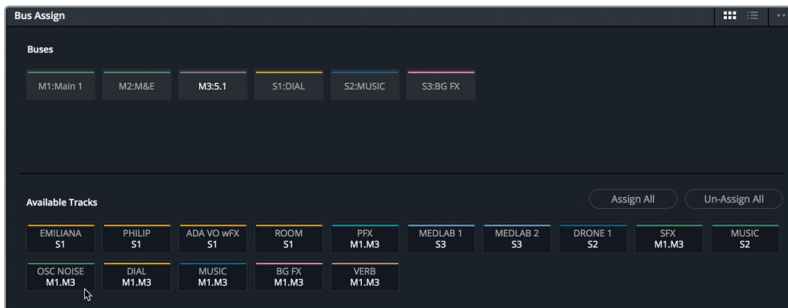 Bus Assign
Buses
M1:Main 1 M2:M&E M3:5.1 S1:DIAL S2:MUSIC S3:BG FX
Available Tracks Assign All Un-Assign All
EMILIANA PHILIP ADA VO wFX ROOM PFX MEDLAB 1 MEDLAB 2 DRONE 1 SFX MUSIC
S1 S1 S1 S1 M1.M3 S3 S3 S2 M1.M3 S2
OSC NOISE DIAL MUSIC BG FX VERB
M1.M3 M1.M3 M1.M3 M1.M3 M1.M3